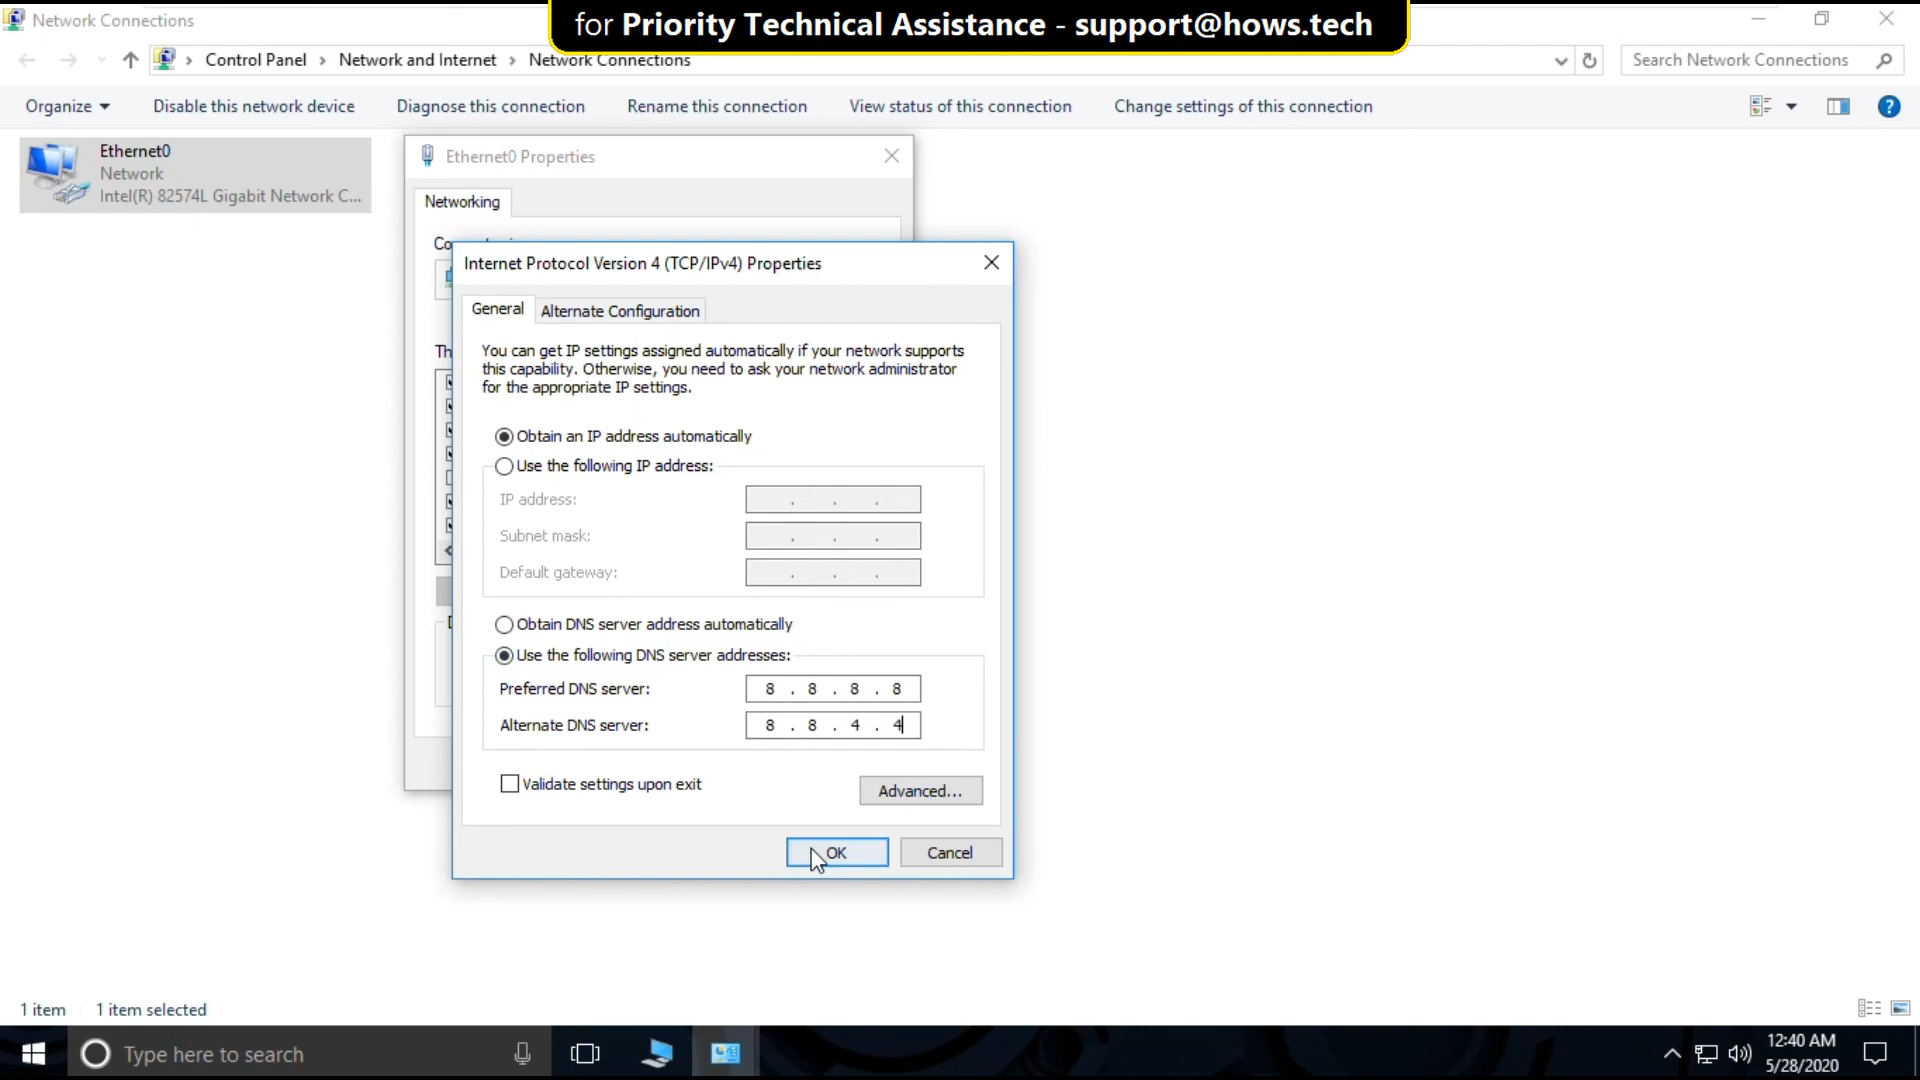 Network Connections
for Priority Technical Assistance - support@hows.tech
Control Panel > Network and Internet > Network Connections
Search Network Connections
Organize
Disable this network device
Diagnose this connection
Rename this connection
View status of this connection
Change settings of this connection
Ethernet0
Network
Intel(R) 82574L Gigabit Network C...
Ethernet0 Properties
Networking
Internet Protocol Version 4 (TCP/IPv4) Properties
General
Alternate Configuration
You can get IP settings assigned automatically if your network supports
this capability. Otherwise, you need to ask your network administrator
for the appropriate IP settings.
Obtain an IP address automatically
Use the following IP address:
IP address: . . .
Subnet mask: . . .
Default gateway: . . .
Obtain DNS server address automatically
Use the following DNS server addresses:
Preferred DNS server: 8 . 8 . 8 . 8
Alternate DNS server: 8 . 8 . 4 . 4
Validate settings upon exit
Advanced...
OK
Cancel
1 item
1 item selected
Type here to search
12:40 AM
5/28/2020